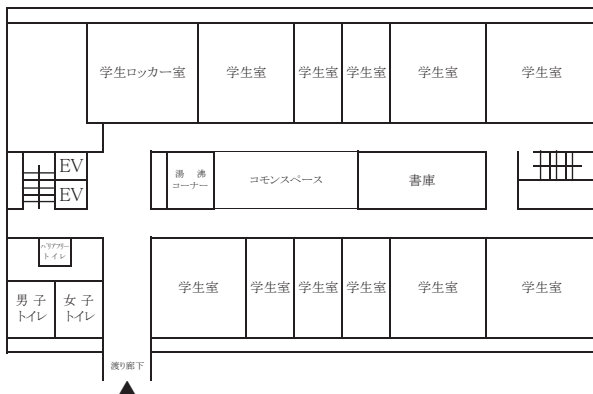 学生ロッカー室
学生室
学生室
学生室
学生室
学生室
EV
EV
湯 沸
コーナー
コモンスペース
書庫
バリアフリー
トイレ
男 子
トイレ
女 子
トイレ
学生室
学生室
学生室
学生室
学生室
学生室
渡り廊下